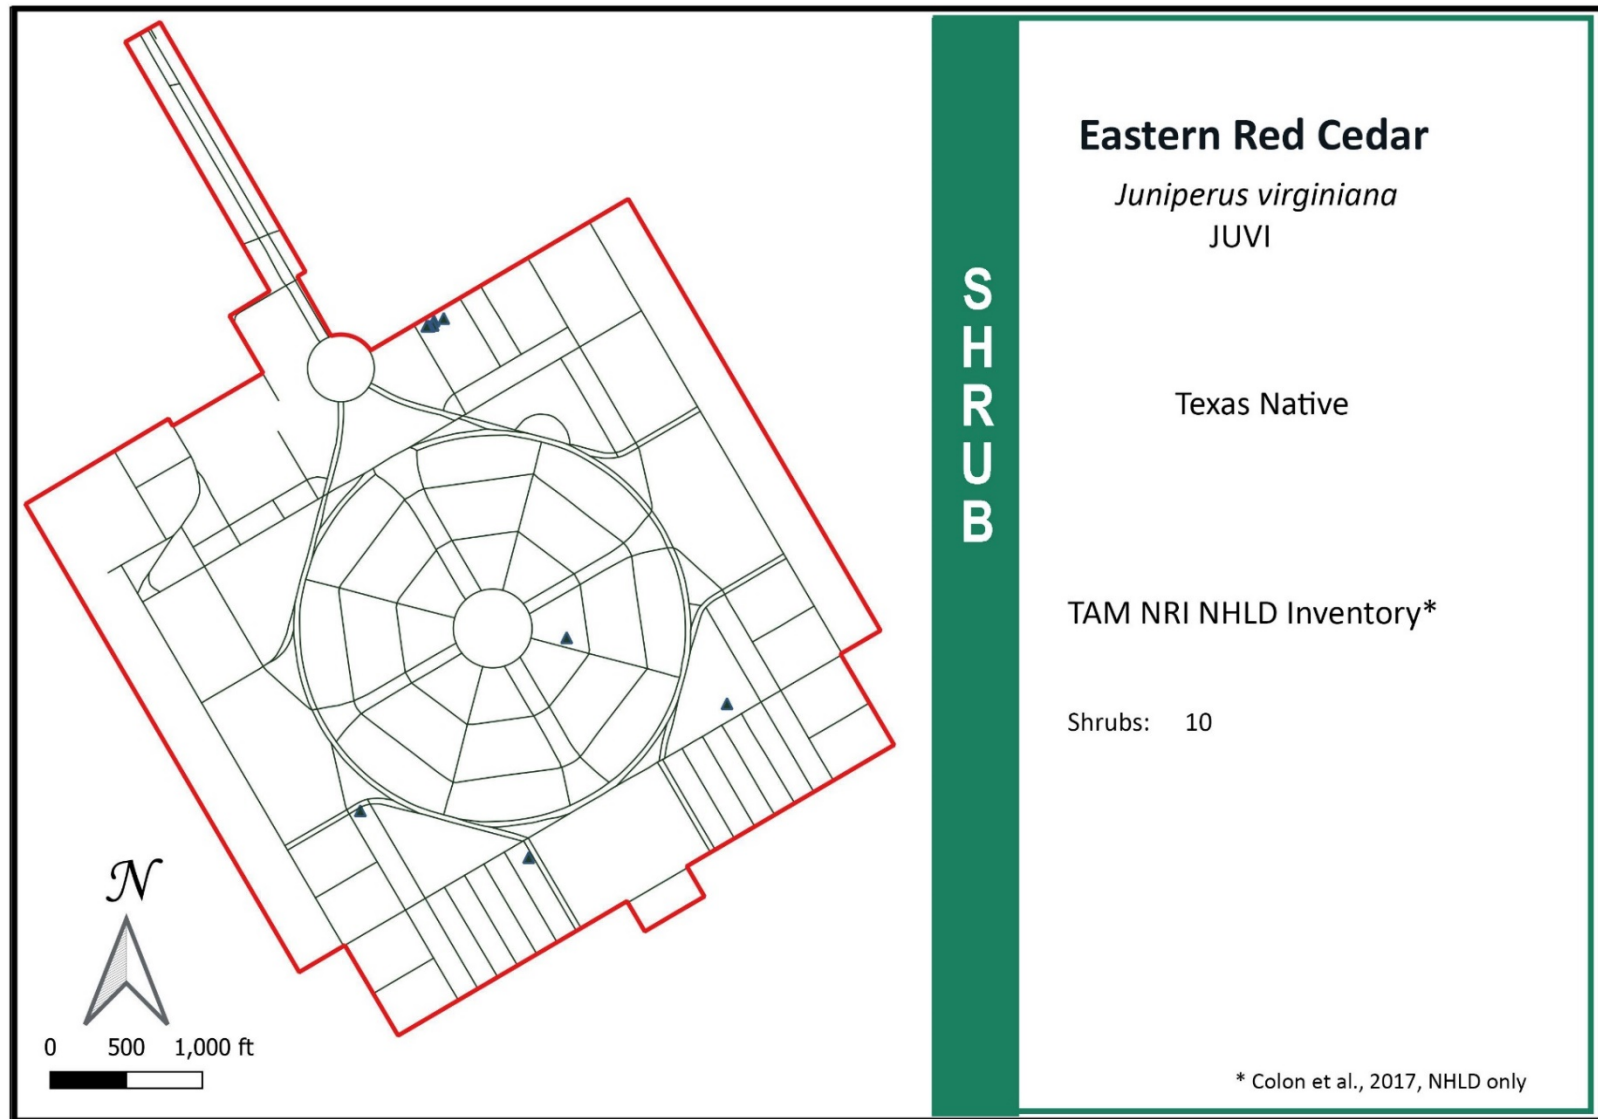 N
0 500 1,000 ft
SHRUB
Eastern Red Cedar
Juniperus virginiana
JUVI
Texas Native
TAM NRI NHLD Inventory*
Shrubs: 10
* Colon et al., 2017, NHLD only